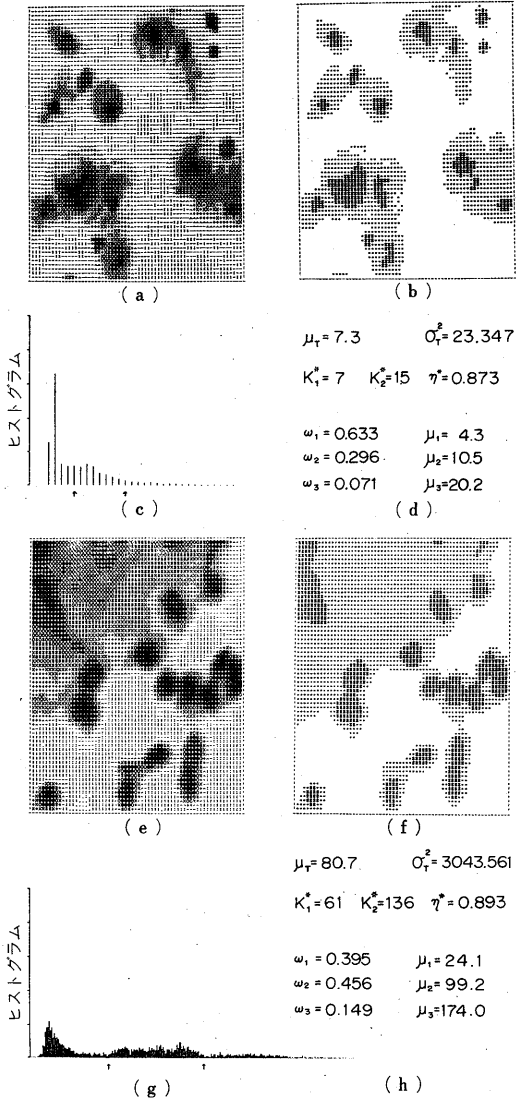 ( a )
( b )
ヒストグラム
( c )
μT = 7.3 σT² = 23.347
K₁* = 7 K₂* = 15 η* = 0.873
ω₁ = 0.633 μ₁ = 4.3
ω₂ = 0.296 μ₂ = 10.5
ω₃ = 0.071 μ₃ = 20.2
( d )
( e )
( f )
μT = 80.7 σT² = 3043.561
K₁* = 61 K₂* = 136 η* = 0.893
ヒストグラム
ω₁ = 0.395 μ₁ = 24.1
ω₂ = 0.456 μ₂ = 99.2
ω₃ = 0.149 μ₃ = 174.0
( g )
( h )